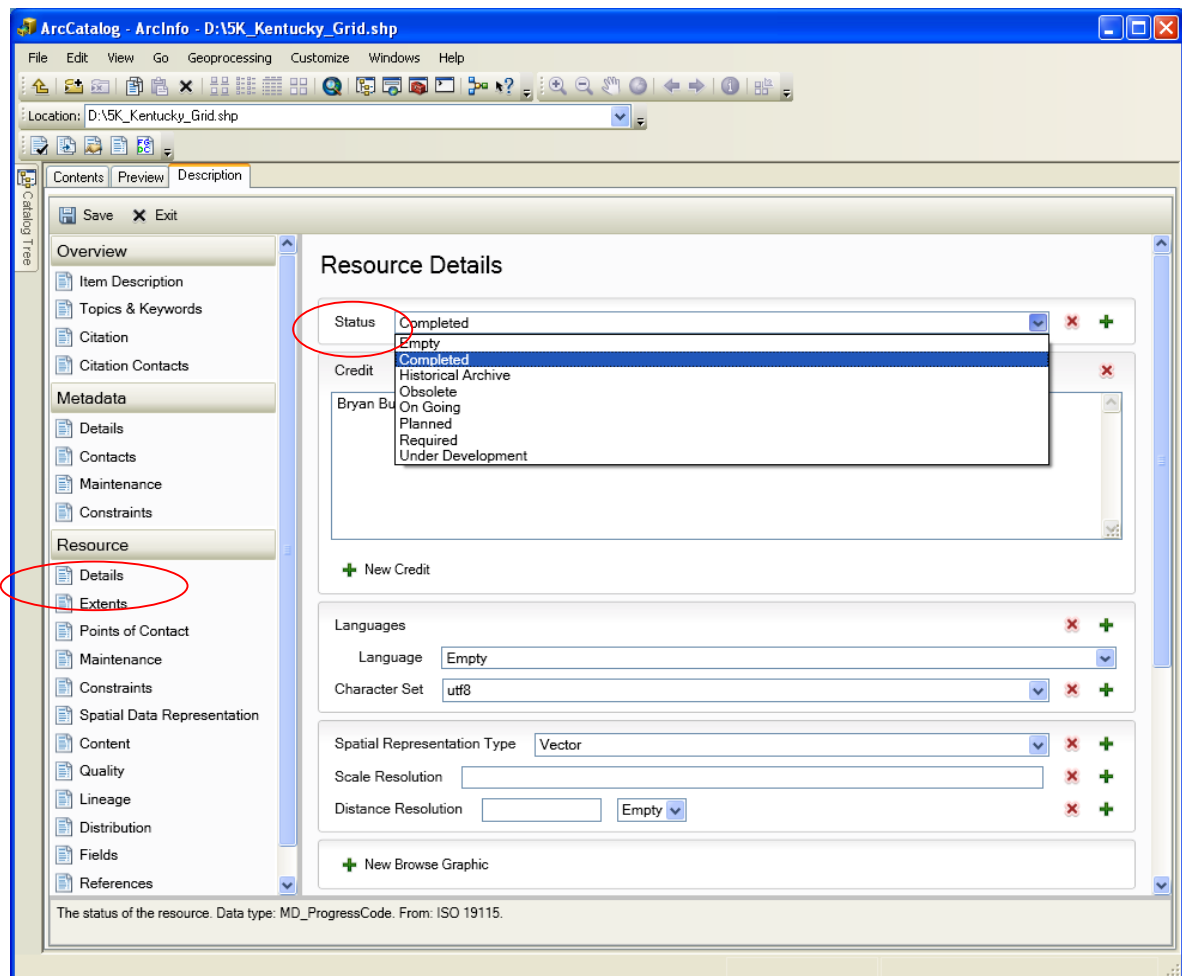 ArcCatalog - ArcInfo - D:\5K_Kentucky_Grid.shp
File Edit View Go Geoprocessing Customize Windows Help
Location: D:\5K_Kentucky_Grid.shp
Contents Preview Description
Catalog Tree
Save Exit
Overview
Item Description
Topics & Keywords
Citation
Citation Contacts
Metadata
Details
Contacts
Maintenance
Constraints
Resource
Details
Extents
Points of Contact
Maintenance
Constraints
Spatial Data Representation
Content
Quality
Lineage
Distribution
Fields
References
Resource Details
Status Completed
Empty
Completed
Historical Archive
Obsolete
On Going
Planned
Required
Under Development
Credit
Bryan Bu
New Credit
Languages
Language Empty
Character Set utf8
Spatial Representation Type Vector
Scale Resolution
Distance Resolution Empty
New Browse Graphic
The status of the resource. Data type: MD_ProgressCode. From: ISO 19115.